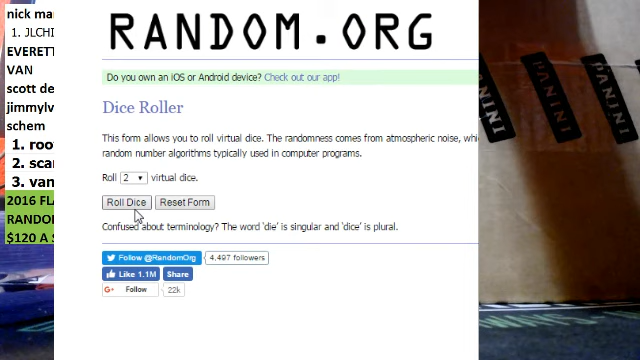 nick ma
1. JLCHI
EVERETT
VAN
scott de
jimmylv
schem
1. roo
2. sca
3. van
2016 FL
RANDO
$120 A S
RANDOM.ORG
Do you own an iOS or Android device? Check out our app!
Dice Roller
This form allows you to roll virtual dice. The randomness comes from atmospheric noise, whi
random number algorithms typically used in computer programs.
Roll 2 virtual dice.
Roll Dice Reset Form
Confused about terminology? The word 'die' is singular and 'dice' is plural.
Follow @RandomOrg 4,497 followers
Like 1.1M Share
G+ Follow 22k
PANINI
PANINI
PANINI